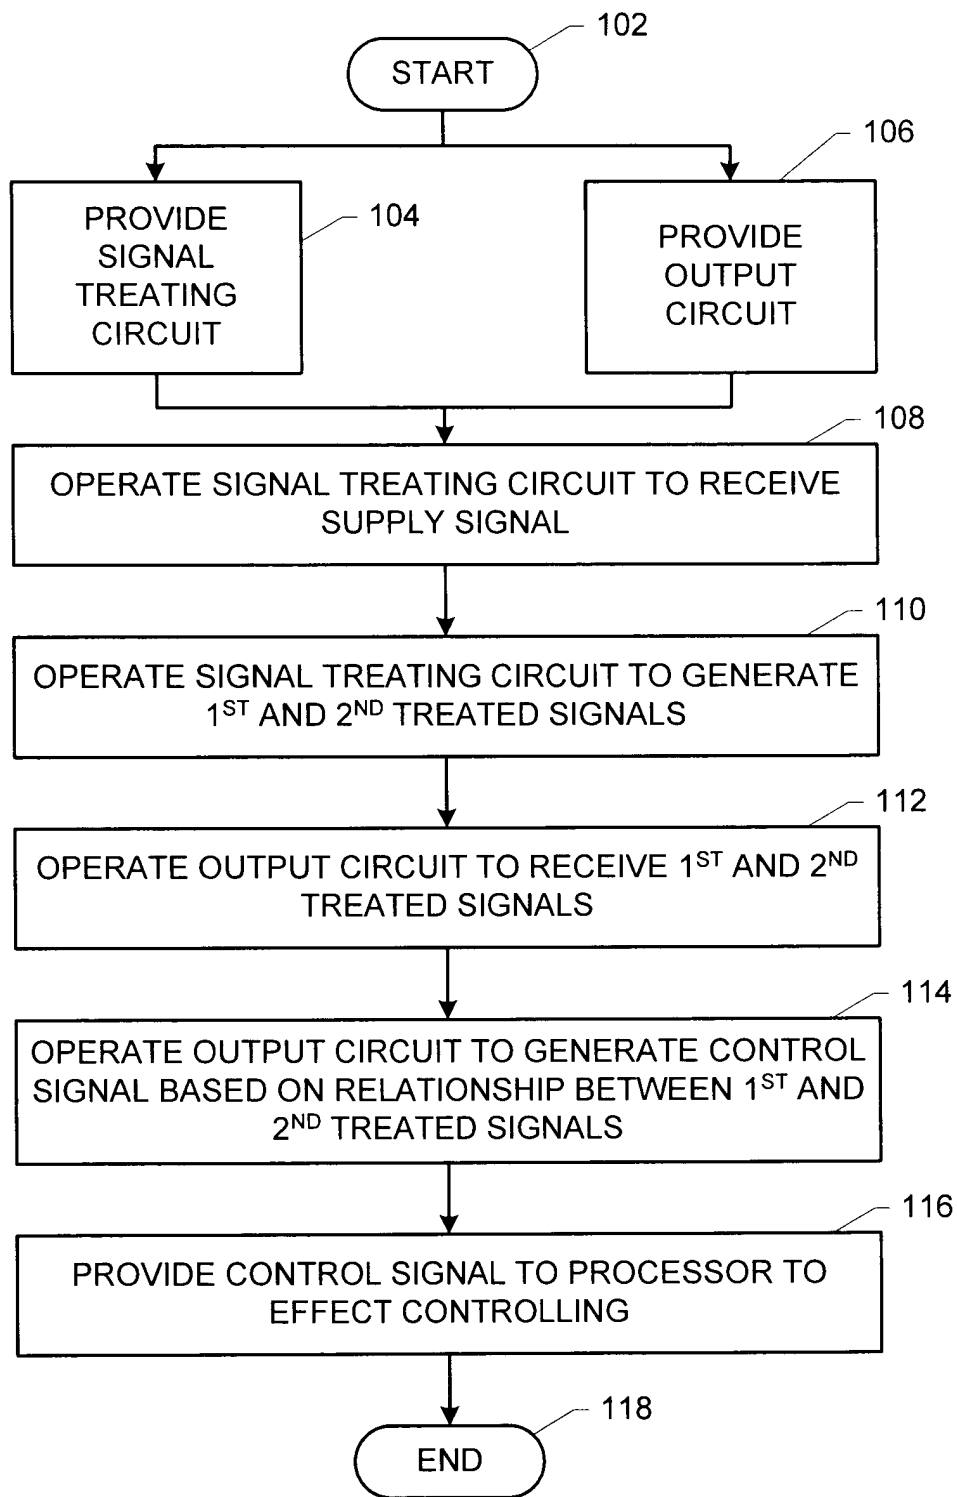 102
START
106
PROVIDE
SIGNAL
TREATING
CIRCUIT
104
PROVIDE
OUTPUT
CIRCUIT
108
OPERATE SIGNAL TREATING CIRCUIT TO RECEIVE
SUPPLY SIGNAL
110
OPERATE SIGNAL TREATING CIRCUIT TO GENERATE
1ST AND 2ND TREATED SIGNALS
112
OPERATE OUTPUT CIRCUIT TO RECEIVE 1ST AND 2ND
TREATED SIGNALS
114
OPERATE OUTPUT CIRCUIT TO GENERATE CONTROL
SIGNAL BASED ON RELATIONSHIP BETWEEN 1ST AND
2ND TREATED SIGNALS
116
PROVIDE CONTROL SIGNAL TO PROCESSOR TO
EFFECT CONTROLLING
118
END